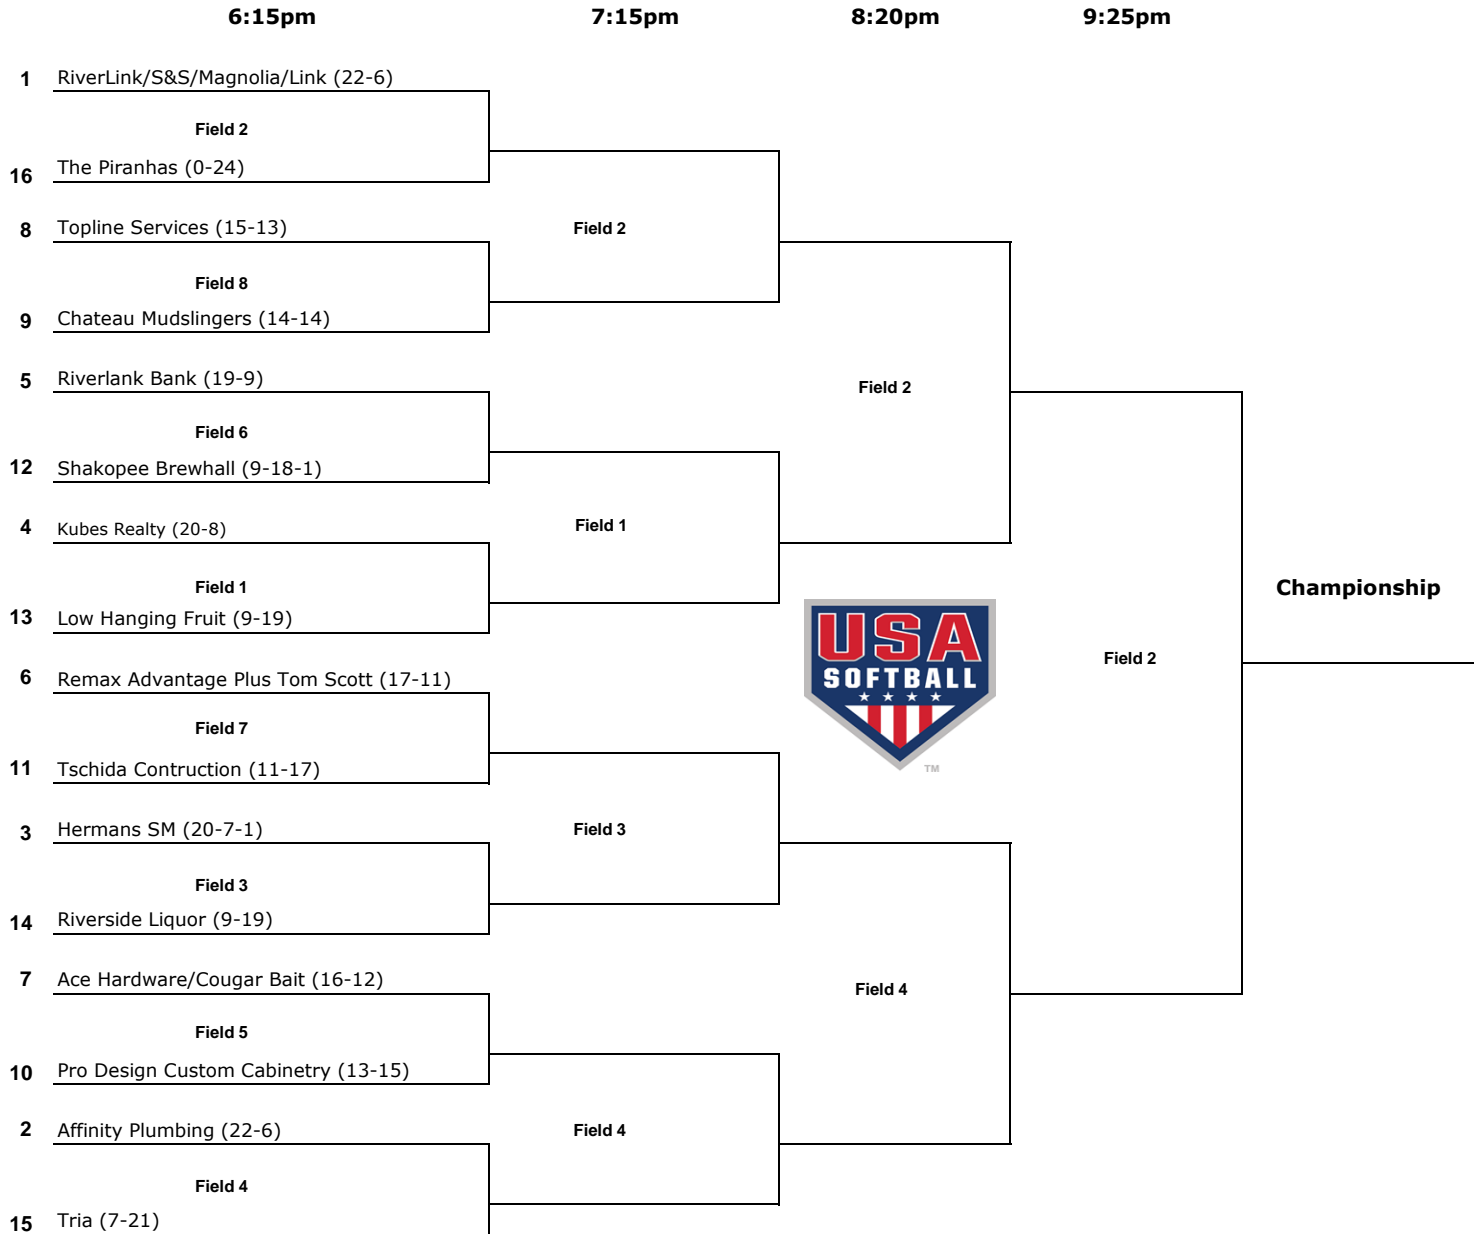 6:15pm 7:15pm 8:20pm 9:25pm
1 RiverLink/S&S/Magnolia/Link (22-6)
Field 2
16 The Piranhas (0-24)
8 Topline Services (15-13) Field 2
Field 8
9 Chateau Mudslingers (14-14)
5 Riverlank Bank (19-9) Field 2
Field 6
12 Shakopee Brewhall (9-18-1)
4 Kubes Realty (20-8) Field 1
Field 1 Championship
13 Low Hanging Fruit (9-19) USA
Field 2
6 Remax Advantage Plus Tom Scott (17-11) SOFTBALL
Field 7
11 Tschida Contruction (11-17) TM
3 Hermans SM (20-7-1) Field 3
Field 3
14 Riverside Liquor (9-19)
7 Ace Hardware/Cougar Bait (16-12) Field 4
Field 5
10 Pro Design Custom Cabinetry (13-15)
2 Affinity Plumbing (22-6) Field 4
Field 4
15 Tria (7-21)